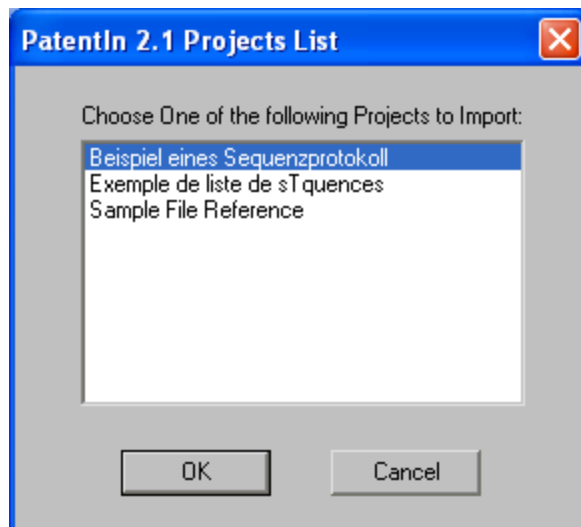 PatentIn 2.1 Projects List
Choose One of the following Projects to Import:
Beispiel eines Sequenzprotokoll
Exemple de liste de sTquences
Sample File Reference
OK
Cancel